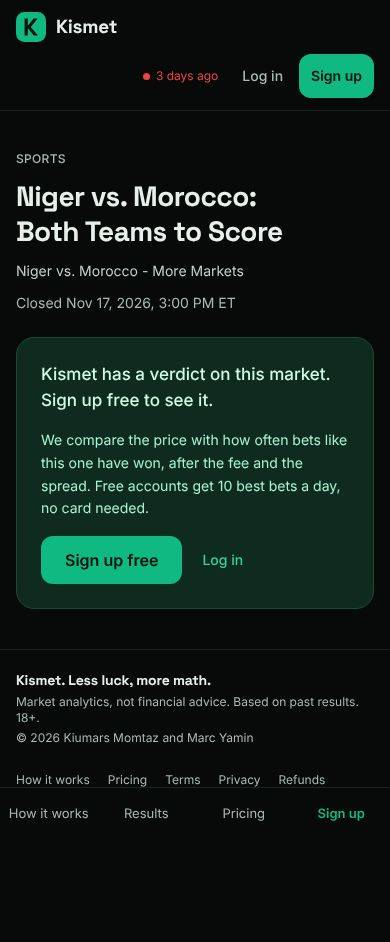 K Kismet
3 days ago Log in Sign up
SPORTS
Niger vs. Morocco:
Both Teams to Score
Niger vs. Morocco - More Markets
Closed Nov 17, 2026, 3:00 PM ET
Kismet has a verdict on this market.
Sign up free to see it.
We compare the price with how often bets like
this one have won, after the fee and the
spread. Free accounts get 10 best bets a day,
no card needed.
Sign up free Log in
Kismet. Less luck, more math.
Market analytics, not financial advice. Based on past results.
18+.
© 2026 Kiumars Momtaz and Marc Yamin
How it works Pricing Terms Privacy Refunds
How it works Results Pricing Sign up